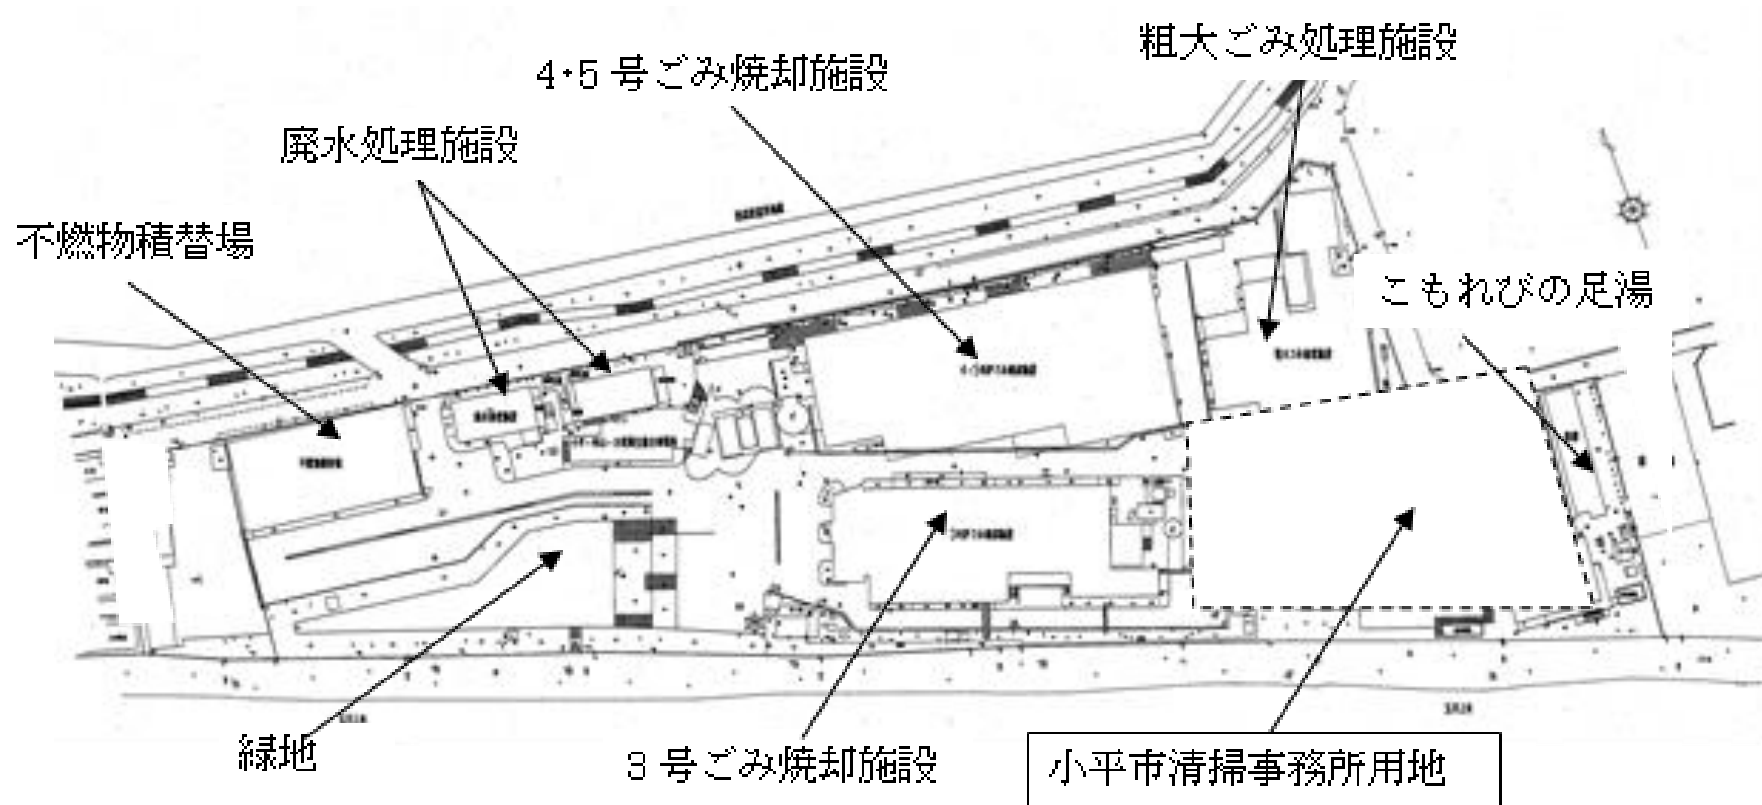 粗大ごみ処理施設
4・5号ごみ焼却施設
廃水処理施設
不燃物積替場
こもれびの足湯
緑地
3号ごみ焼却施設
小平市清掃事務所用地